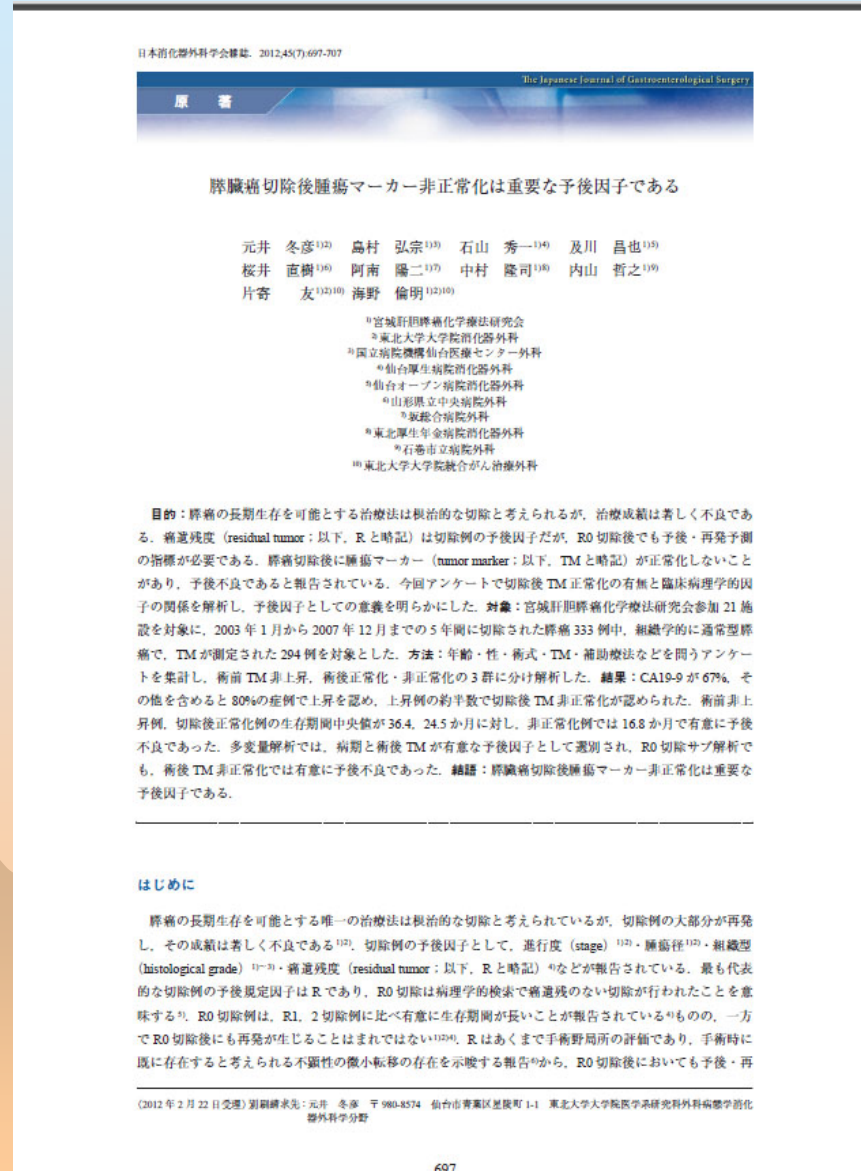 日本消化器外科学会雑誌. 2012;45(7):697-707
The Japanese Journal of Gastroenterological Surgery
原 著
膵臓癌切除後腫瘍マーカー非正常化は重要な予後因子である
元井 冬彦1)2) 島村 弘宗1)3) 石山 秀一1)4) 及川 昌也1)5)
桜井 直樹1)6) 阿南 陽二1)7) 中村 隆司1)8) 内山 哲之1)9)
片寄 友1)2)10) 海野 倫明1)2)10)
1)宮城肝胆膵癌化学療法研究会
2)東北大学大学院消化器外科
3)国立病院機構仙台医療センター外科
4)仙台厚生病院消化器外科
5)仙台オープン病院消化器外科
6)山形県立中央病院外科
7)坂総合病院外科
8)東北厚生年金病院消化器外科
9)石巻市立病院外科
10)東北大学大学院統合がん治療外科
目的：膵癌の長期生存を可能とする治療法は根治的な切除と考えられるが，治療成績は著しく不良であ
る．癌遺残度（residual tumor；以下，Rと略記）は切除例の予後因子だが，R0切除後でも予後・再発予測
の指標が必要である．膵癌切除後に腫瘍マーカー（tumor marker；以下，TMと略記）が正常化しないこと
があり，予後不良であると報告されている．今回アンケートで切除後TM正常化の有無と臨床病理学的因
子の関係を解析し，予後因子としての意義を明らかにした．対象：宮城肝胆膵癌化学療法研究会参加21施
設を対象に，2003年1月から2007年12月までの5年間に切除された膵癌333例中，組織学的に通常型膵
癌で，TMが測定された294例を対象とした．方法：年齢・性・術式・TM・補助療法などを問うアンケー
トを集計し，術前TM非上昇，術後正常化・非正常化の3群に分け解析した．結果：CA19-9が67%，そ
の他を含めると80%の症例で上昇を認め，上昇例の約半数で切除後TM非正常化が認められた．術前非上
昇例，切除後正常化例の生存期間中央値が36.4，24.5か月に対し，非正常化例では16.8か月で有意に予後
不良であった．多変量解析では，病期と術後TMが有意な予後因子として選別され，R0切除サブ解析で
も，術後TM非正常化では有意に予後不良であった．結語：膵臓癌切除後腫瘍マーカー非正常化は重要な
予後因子である．
はじめに
膵癌の長期生存を可能とする唯一の治療法は根治的な切除と考えられているが，切除例の大部分が再発
し，その成績は著しく不良である1)2)．切除例の予後因子として，進行度（stage）1)2)・腫瘍径1)2)・組織型
（histological grade）1)～3)・癌遺残度（residual tumor；以下，Rと略記）4)などが報告されている．最も代表
的な切除例の予後規定因子はRであり，R0切除は病理学的検索で癌遺残のない切除が行われたことを意
味する5)．R0切除例は，R1，2切除例に比べ有意に生存期間が長いことが報告されている4)ものの，一方
でR0切除後にも再発が生じることはまれではない1)2)4)．Rはあくまで手術野局所の評価であり，手術時に
既に存在すると考えられる不顕性の微小転移の存在を示唆する報告6)から，R0切除後においても予後・再
〈2012年2月22日受理〉別刷請求先：元井 冬彦 〒980-8574 仙台市青葉区星陵町1-1 東北大学大学院医学系研究科外科病態学消化
器外科学分野
697